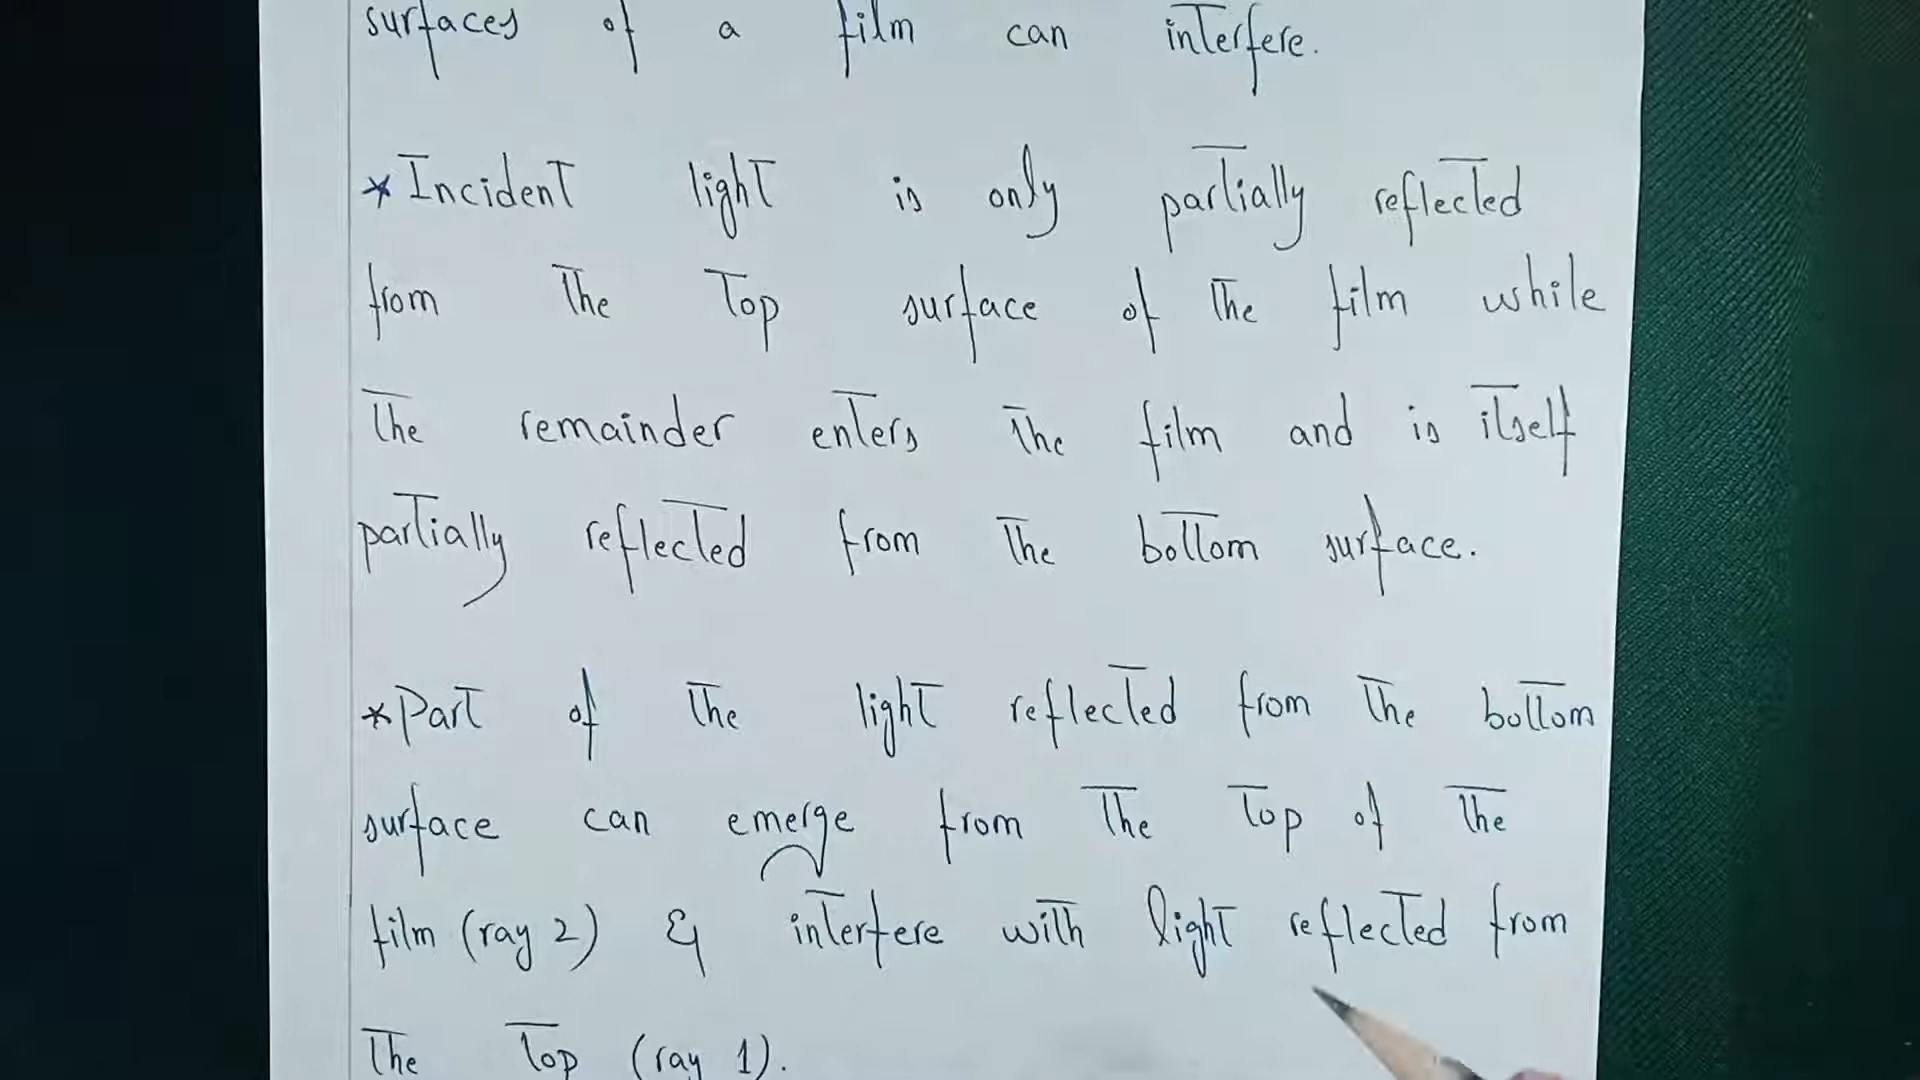 surfaces of a film can interfere.
*Incident light is only partially reflected
from the top surface of the film while
the remainder enters the film and is itself
partially reflected from the bottom surface.
*Part of the light reflected from the bottom
surface can emerge from the top of the
film (ray 2) & interfere with light reflected from
the top (ray 1).